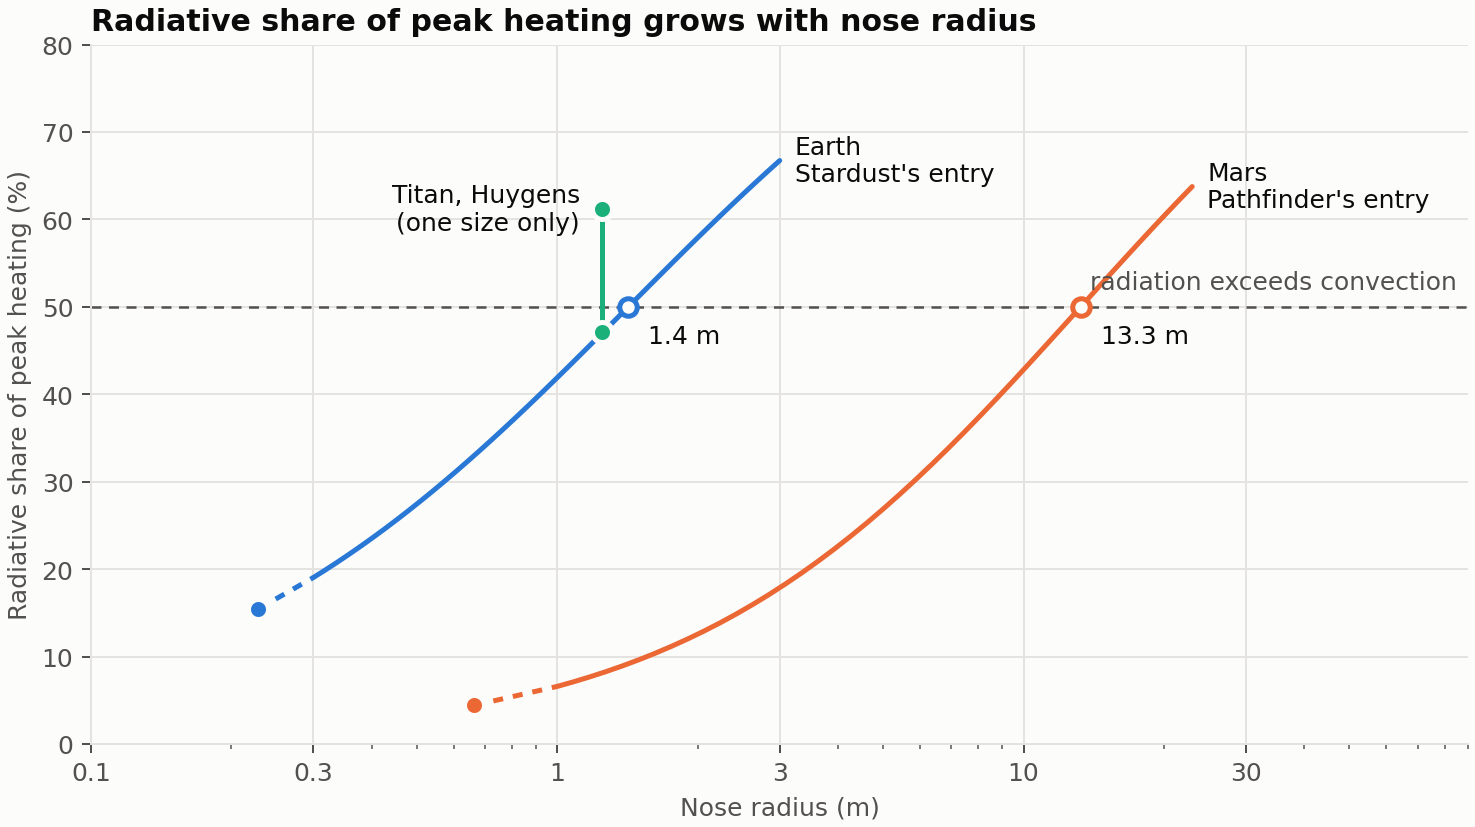 Radiative share of peak heating grows with nose radius
80
70
60
50
40
30
20
10
0
Radiative share of peak heating (%)
Earth
Stardust's entry
Titan, Huygens
(one size only)
Mars
Pathfinder's entry
radiation exceeds convection
1.4 m
13.3 m
0.1
0.3
1
3
10
30
Nose radius (m)